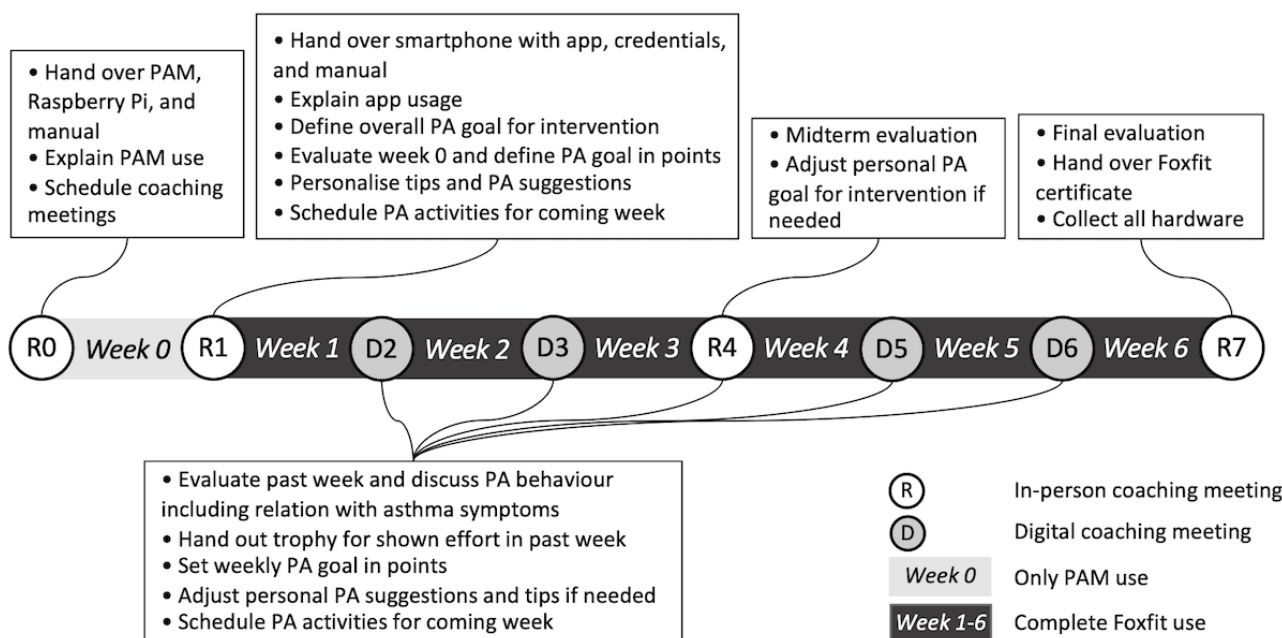 • Hand over PAM,
Raspberry Pi, and
manual
• Explain PAM use
• Schedule coaching
meetings
• Hand over smartphone with app, credentials,
and manual
• Explain app usage
• Define overall PA goal for intervention
• Evaluate week 0 and define PA goal in points
• Personalise tips and PA suggestions
• Schedule PA activities for coming week
• Midterm evaluation
• Adjust personal PA
goal for intervention if
needed
• Final evaluation
• Hand over Foxfit
certificate
• Collect all hardware
R0 Week 0 R1 Week 1 D2 Week 2 D3 Week 3 R4 Week 4 D5 Week 5 D6 Week 6 R7
• Evaluate past week and discuss PA behaviour
including relation with asthma symptoms
• Hand out trophy for shown effort in past week
• Set weekly PA goal in points
• Adjust personal PA suggestions and tips if needed
• Schedule PA activities for coming week
R In-person coaching meeting
D Digital coaching meeting
Week 0 Only PAM use
Week 1-6 Complete Foxfit use